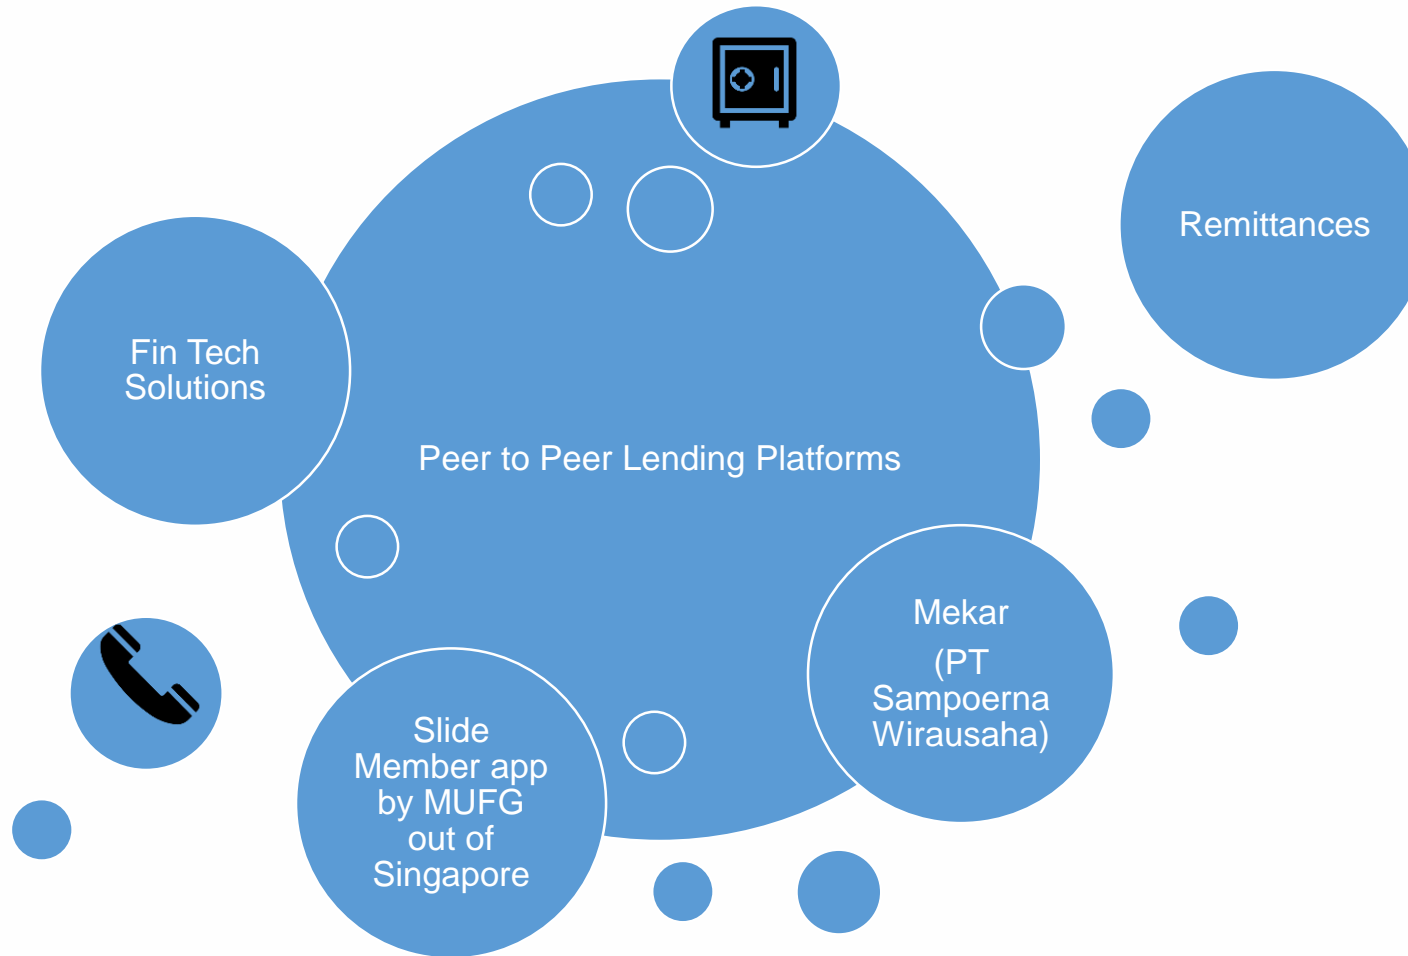 Remittances
Fin Tech
Solutions
Peer to Peer Lending Platforms
Mekar
(PT
Sampoerna
Wirausaha)
Slide
Member app
by MUFG
out of
Singapore